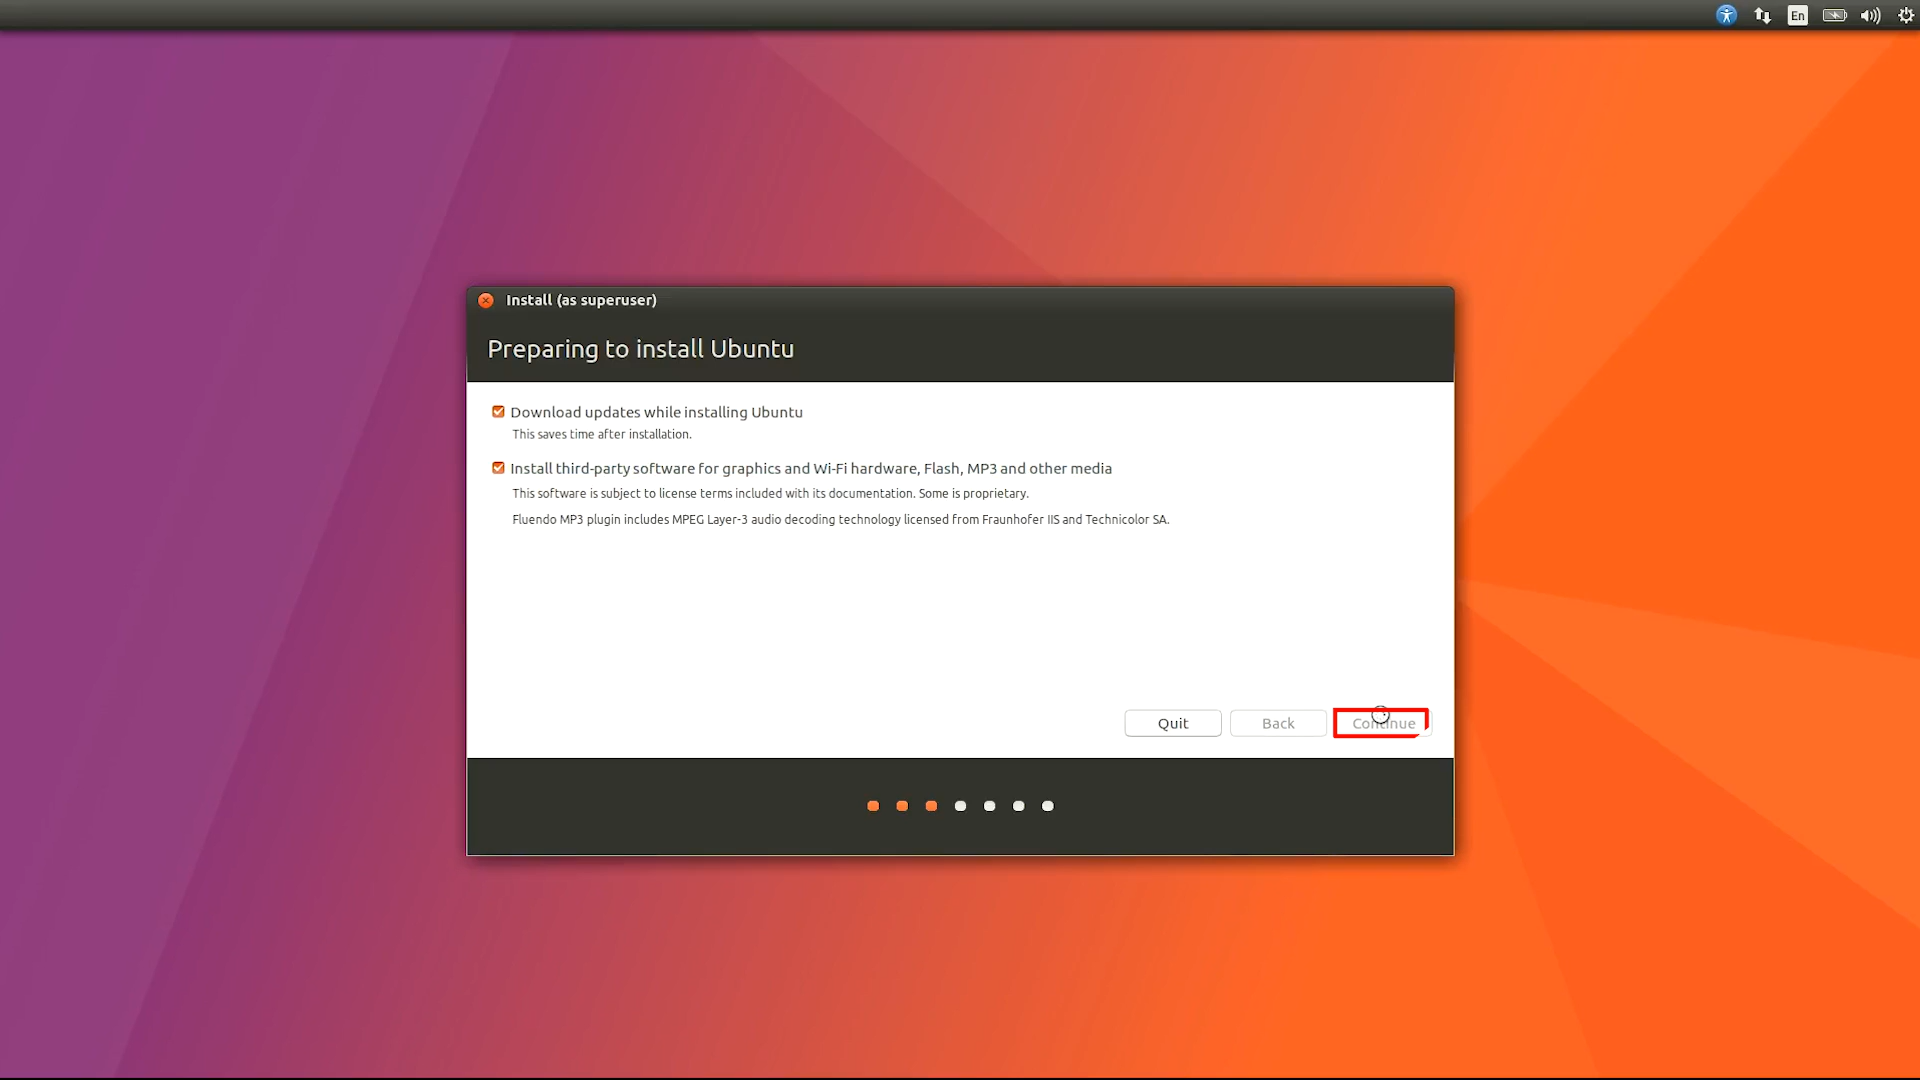 En
Install (as superuser)
Preparing to install Ubuntu
Download updates while installing Ubuntu
This saves time after installation.
Install third-party software for graphics and Wi-Fi hardware, Flash, MP3 and other media
This software is subject to license terms included with its documentation. Some is proprietary.
Fluendo MP3 plugin includes MPEG Layer-3 audio decoding technology licensed from Fraunhofer IIS and Technicolor SA.
Quit Back Continue